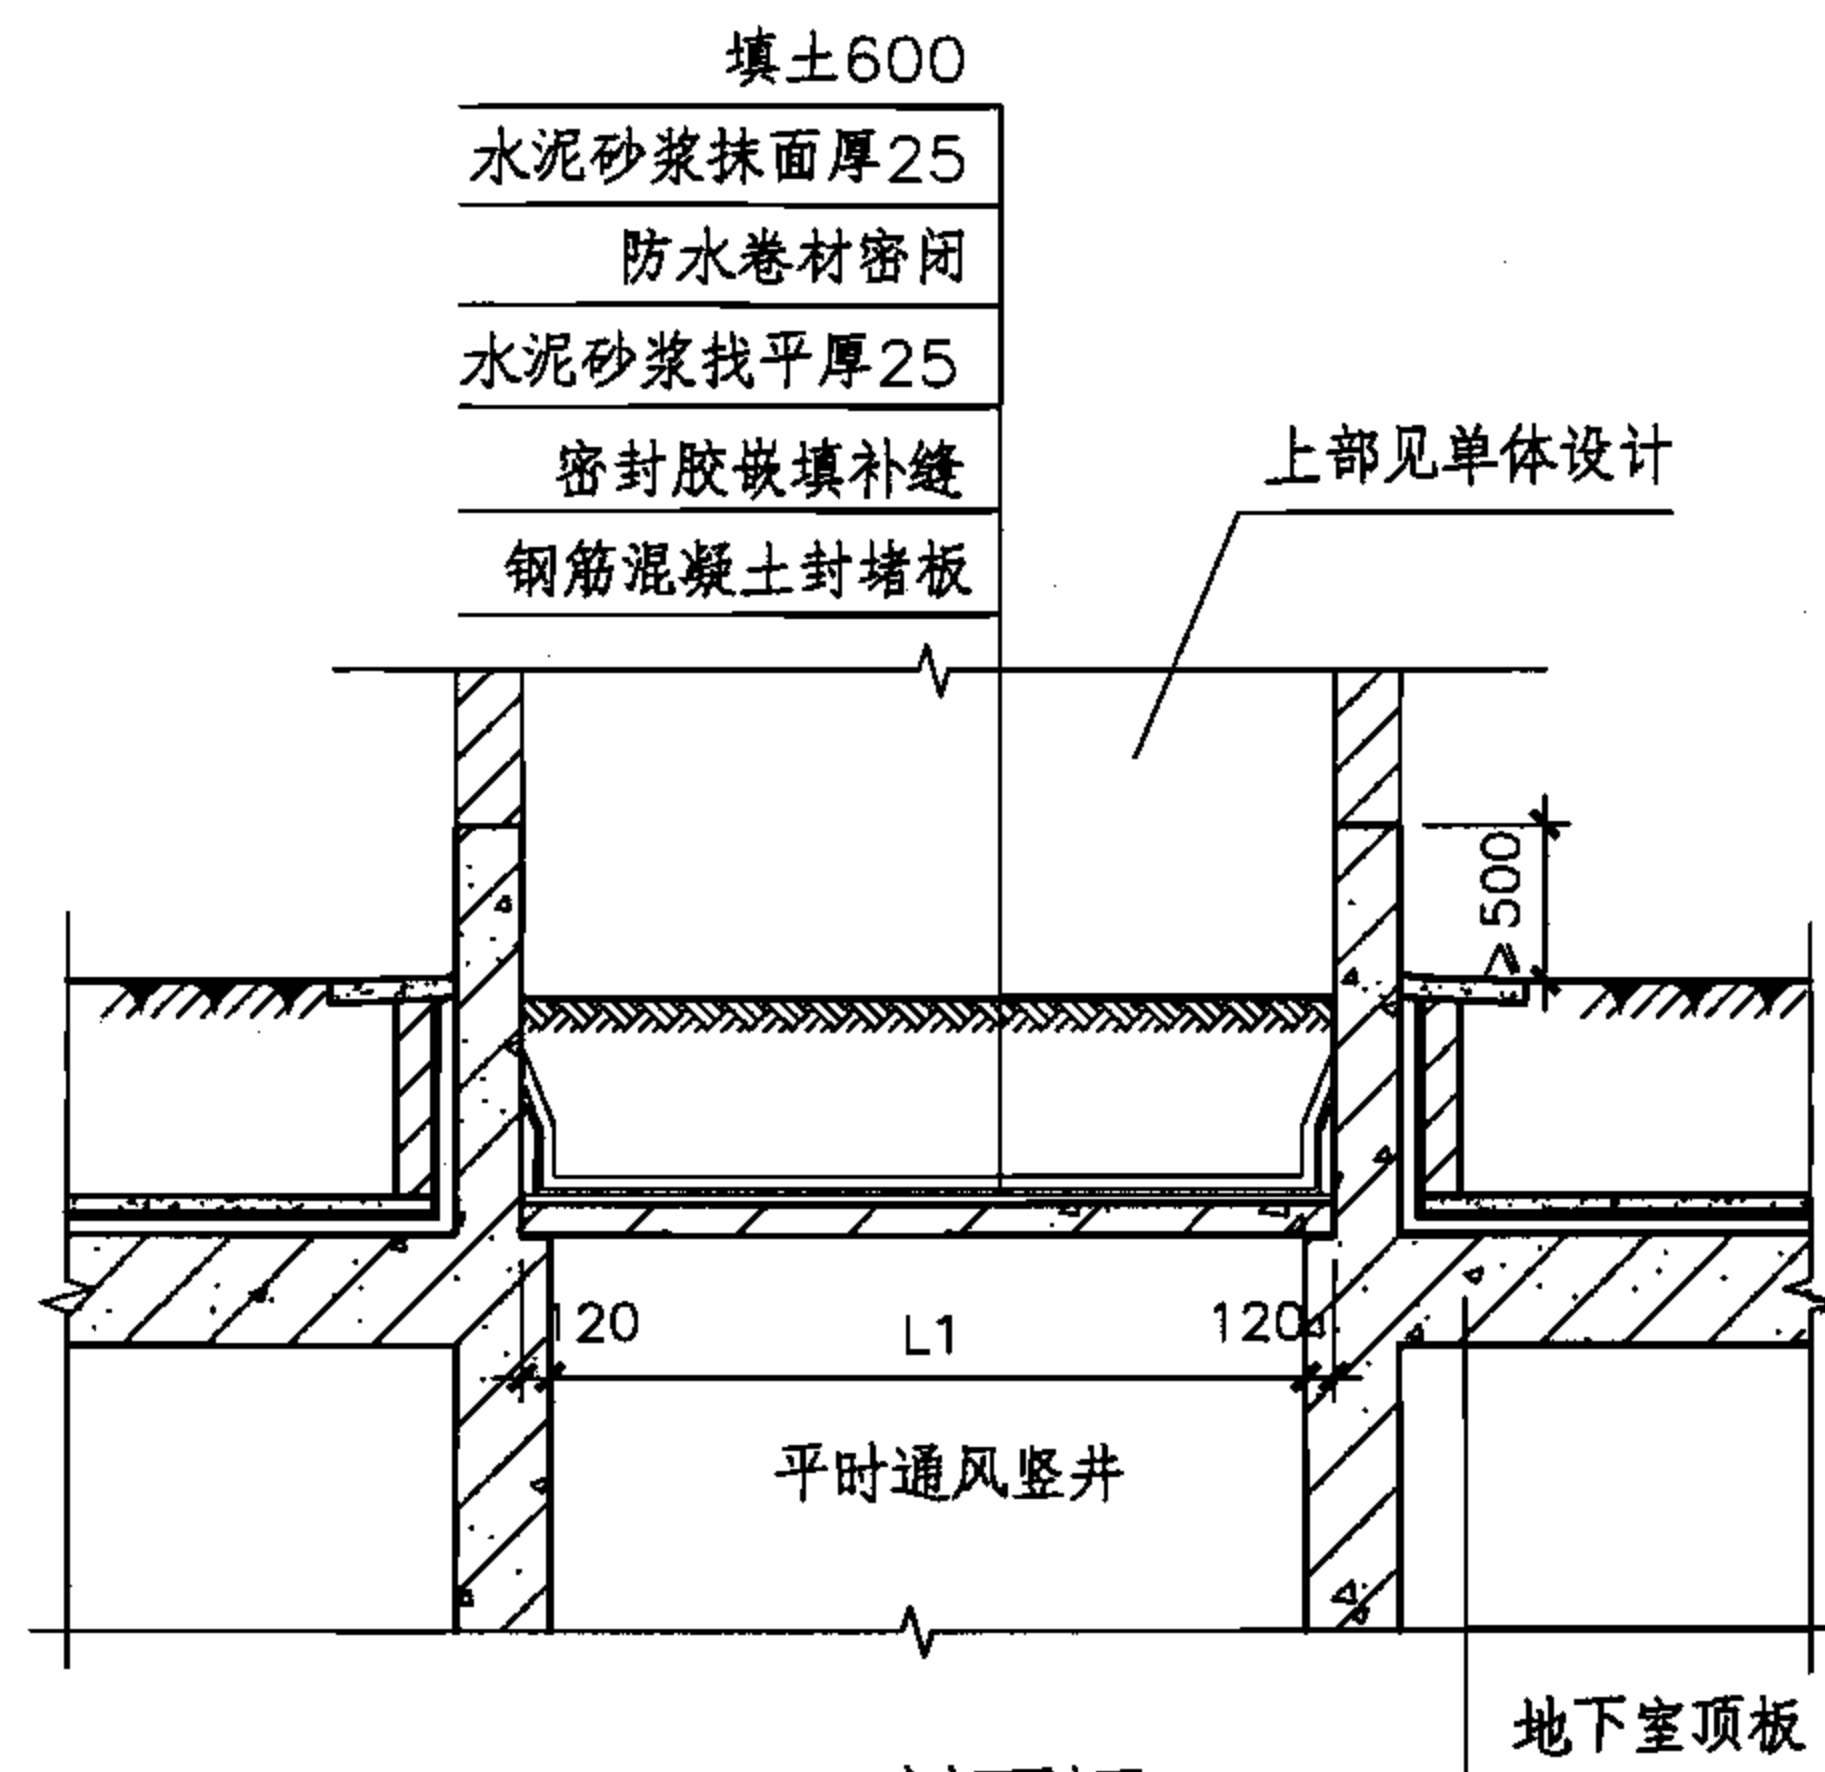 填土600
水泥砂浆抹面厚25
防水卷材密闭
水泥砂浆找平厚25
密封胶嵌填补缝
钢筋混凝土封堵板
上部见单体设计
≥500
120
L1
120
平时通风竖井
地下室顶板